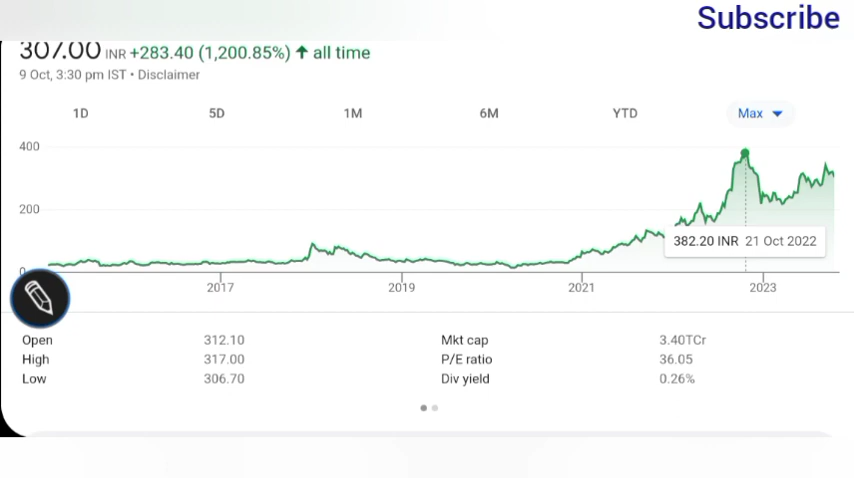 Subscribe
307.00 INR +283.40 (1,200.85%) ↑ all time
9 Oct, 3:30 pm IST • Disclaimer
1D 5D 1M 6M YTD Max
400
200
382.20 INR 21 Oct 2022
0
2017 2019 2021 2023
Open 312.10 Mkt cap 3.40TCr
High 317.00 P/E ratio 36.05
Low 306.70 Div yield 0.26%